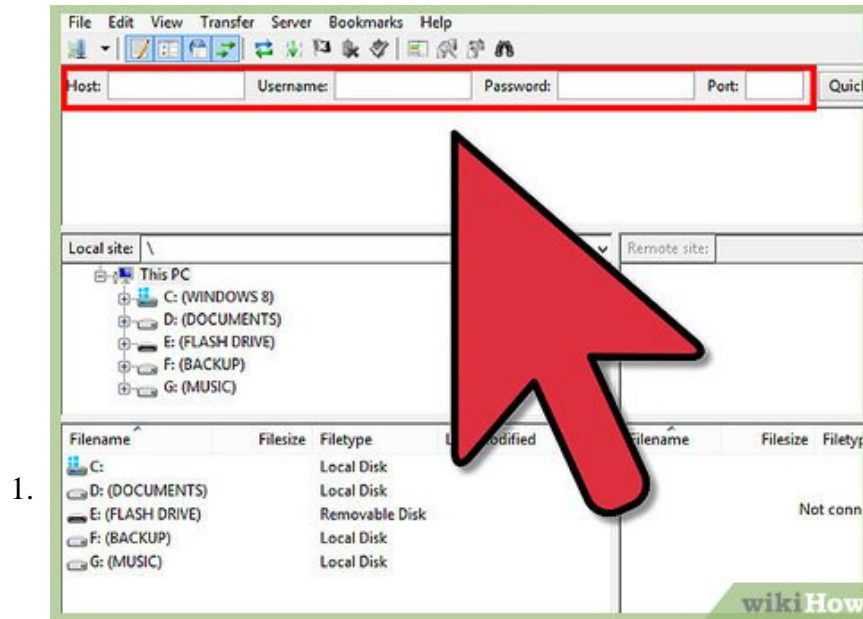 File Edit View Transfer Server Bookmarks Help
Host: Username: Password: Port:
Local site: \ Remote site:
This PC
C: (WINDOWS 8)
D: (DOCUMENTS)
E: (FLASH DRIVE)
F: (BACKUP)
G: (MUSIC)
Filename Filesize Filetype Filename Filesize
C: Local Disk
D: (DOCUMENTS) Local Disk
E: (FLASH DRIVE) Removable Disk
F: (BACKUP) Local Disk
G: (MUSIC) Local Disk
Not conn
1.
wikiHow